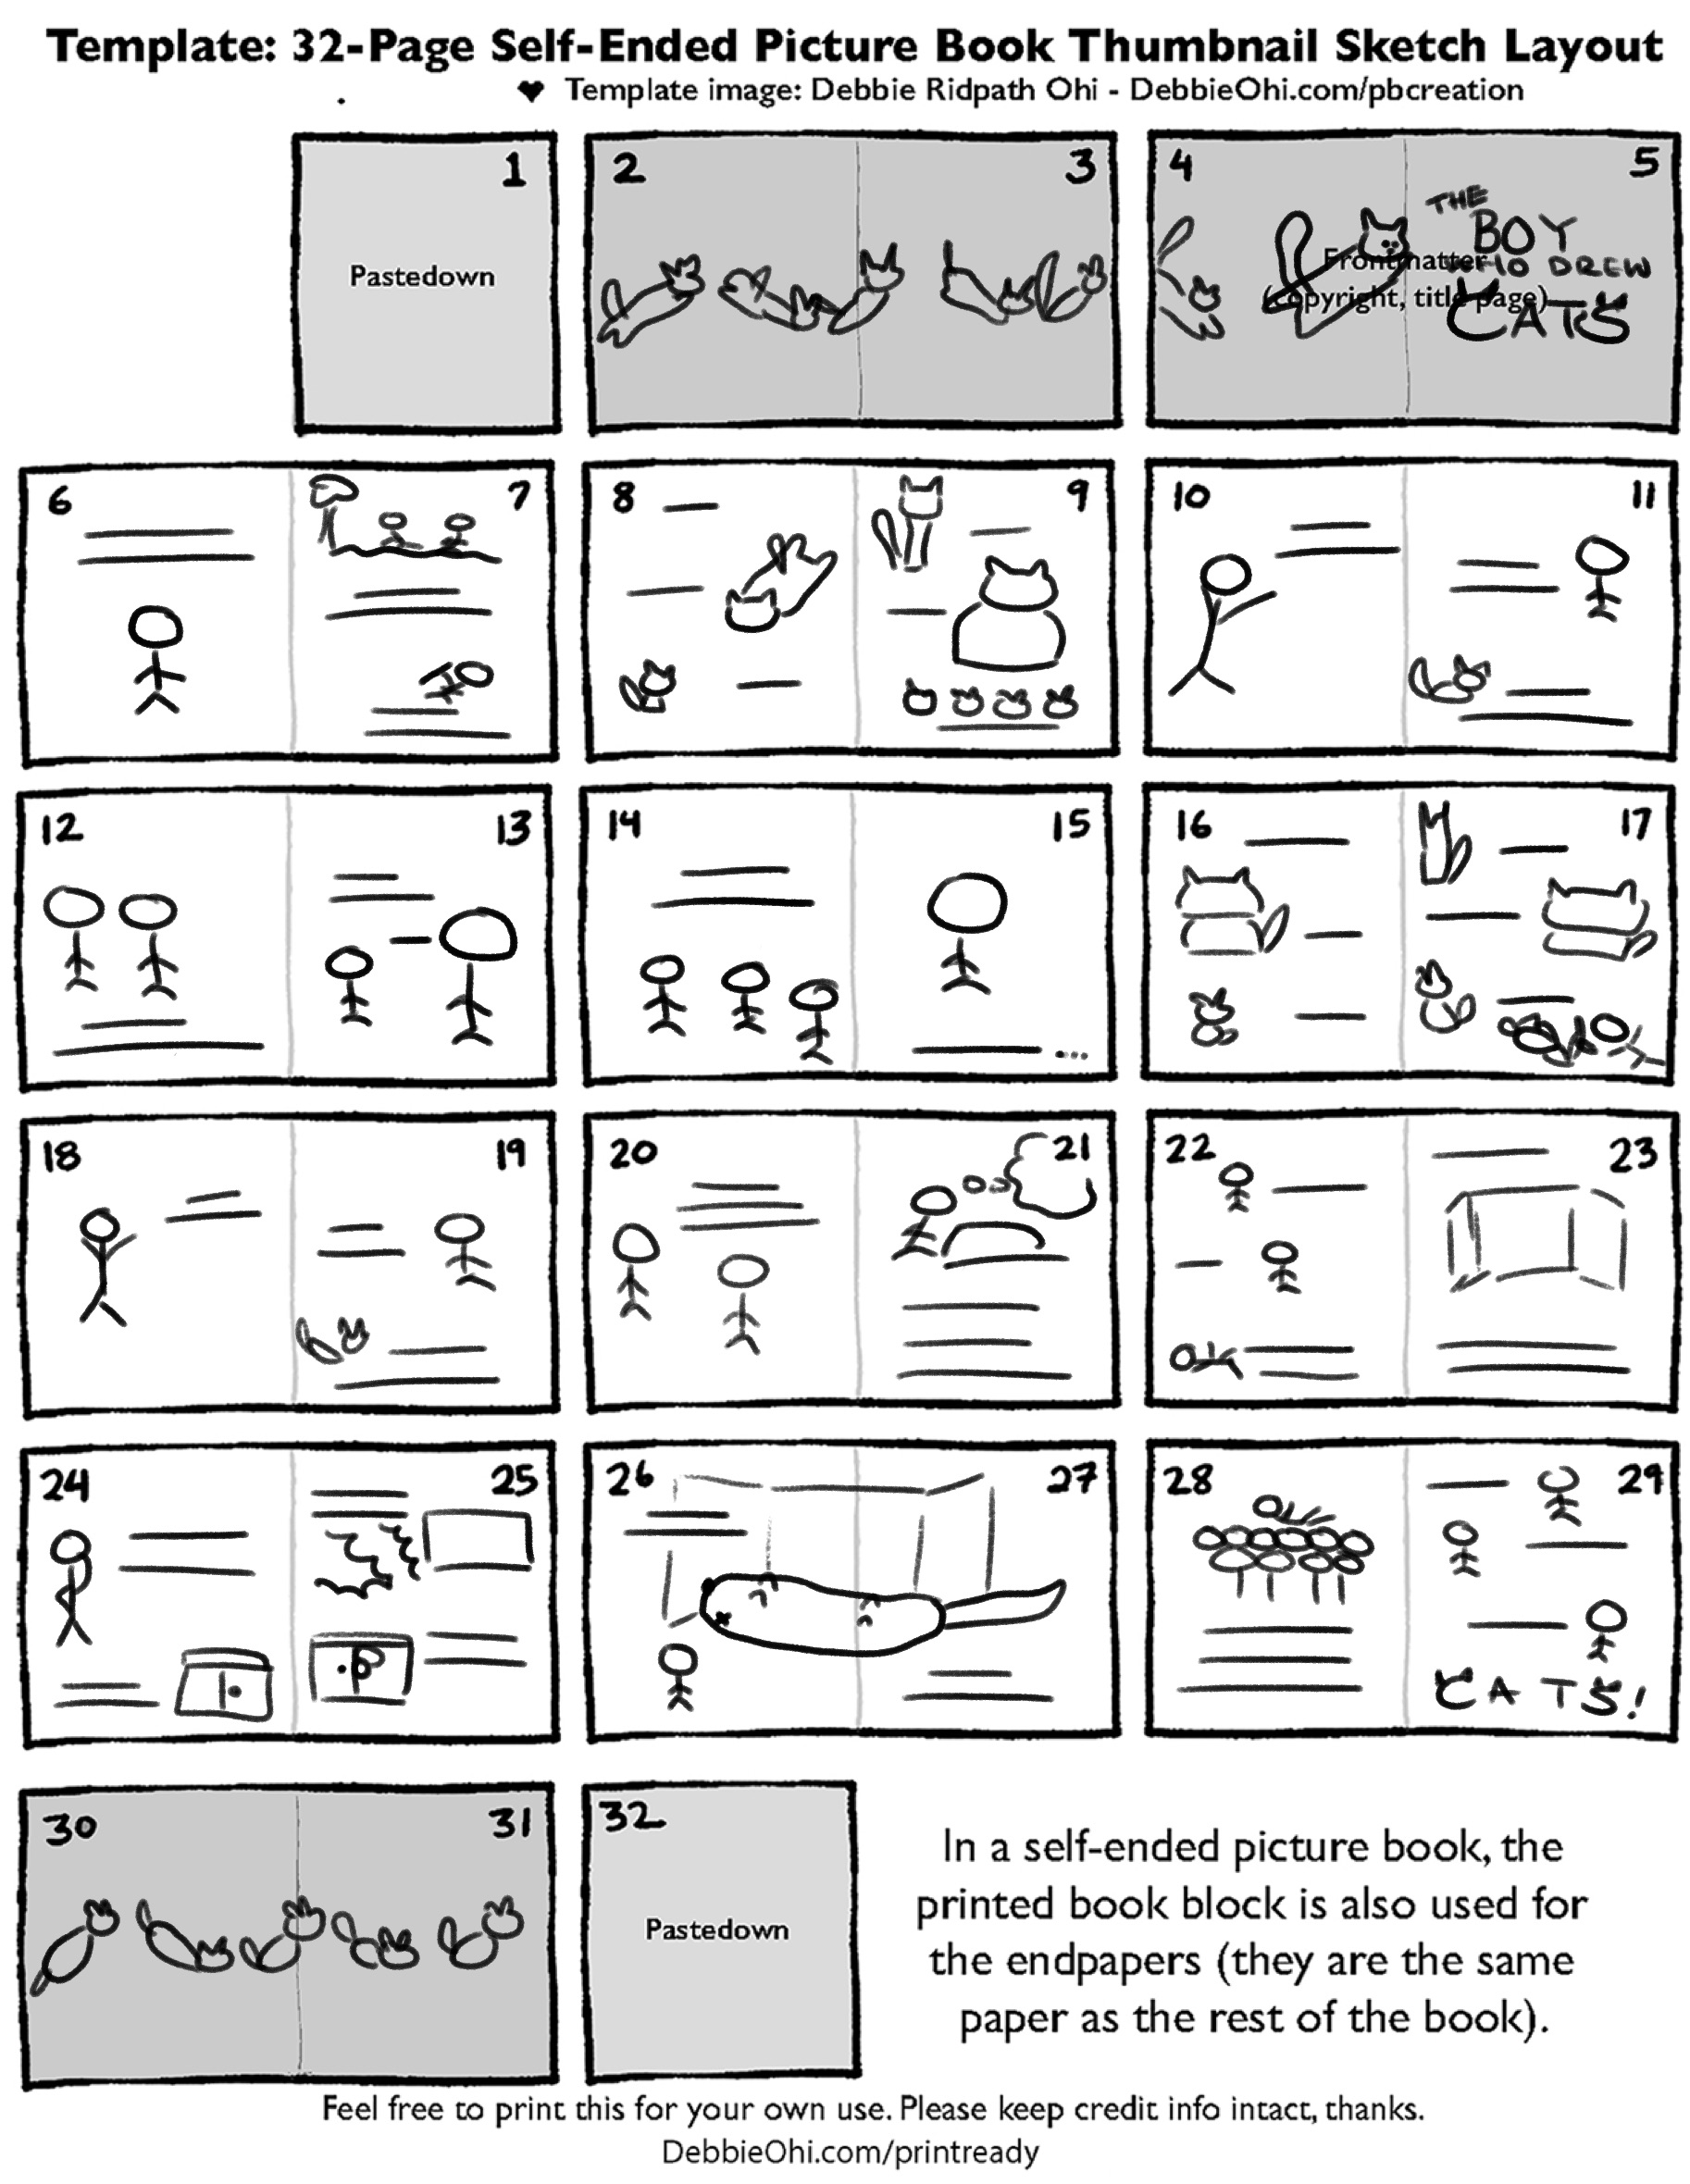 Template: 32-Page Self-Ended Picture Book Thumbnail Sketch Layout
♥ Template image: Debbie Ridpath Ohi - DebbieOhi.com/pbcreation
1
Pastedown
2
3
4
5
THE
BOY
WHO DREW
CATS
Frontmatter
(copyright, title page)
6
7
8
9
10
11
12
13
14
15
...
16
17
18
19
20
21
22
23
24
25
26
27
28
29
CATS!
30
31
32
Pastedown
In a self-ended picture book, the
printed book block is also used for
the endpapers (they are the same
paper as the rest of the book).
Feel free to print this for your own use. Please keep credit info intact, thanks.
DebbieOhi.com/printready